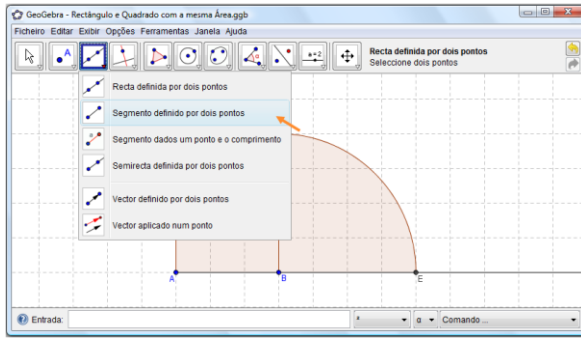 GeoGebra - Rectângulo e Quadrado com a mesma Área.ggb
Ficheiro Editar Exibir Opções Ferramentas Janela Ajuda
A
a=2
Recta definida por dois pontos
Seleccione dois pontos
Recta definida por dois pontos
Segmento definido por dois pontos
a
Segmento dados um ponto e o comprimento
Semirecta definida por dois pontos
Vector definido por dois pontos
Vector aplicado num ponto
A
B
E
Entrada:
α
Comando ...